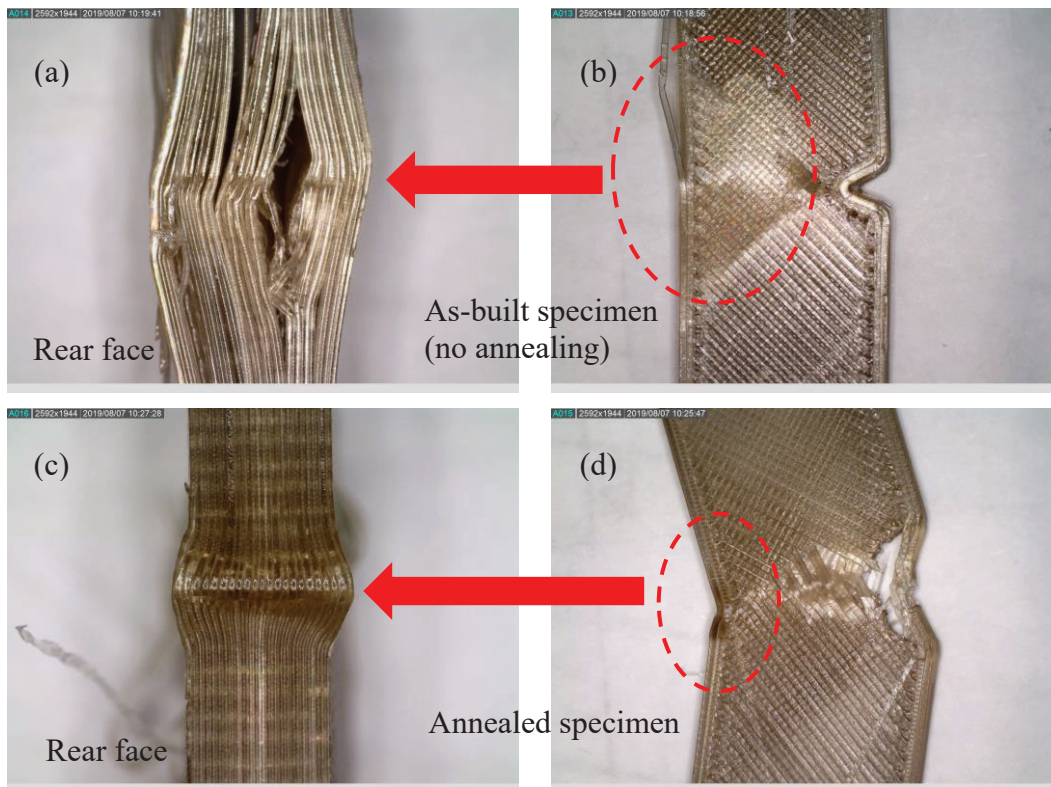 A014 2592x1944 2019/08/07 10:19:41
(a)
Rear face
A013 2592x1944 2019/08/07 10:18:56
(b)
As-built specimen
(no annealing)
A016 2592x1944 2019/08/07 10:27:28
(c)
Rear face
A015 2592x1944 2019/08/07 10:25:47
(d)
Annealed specimen